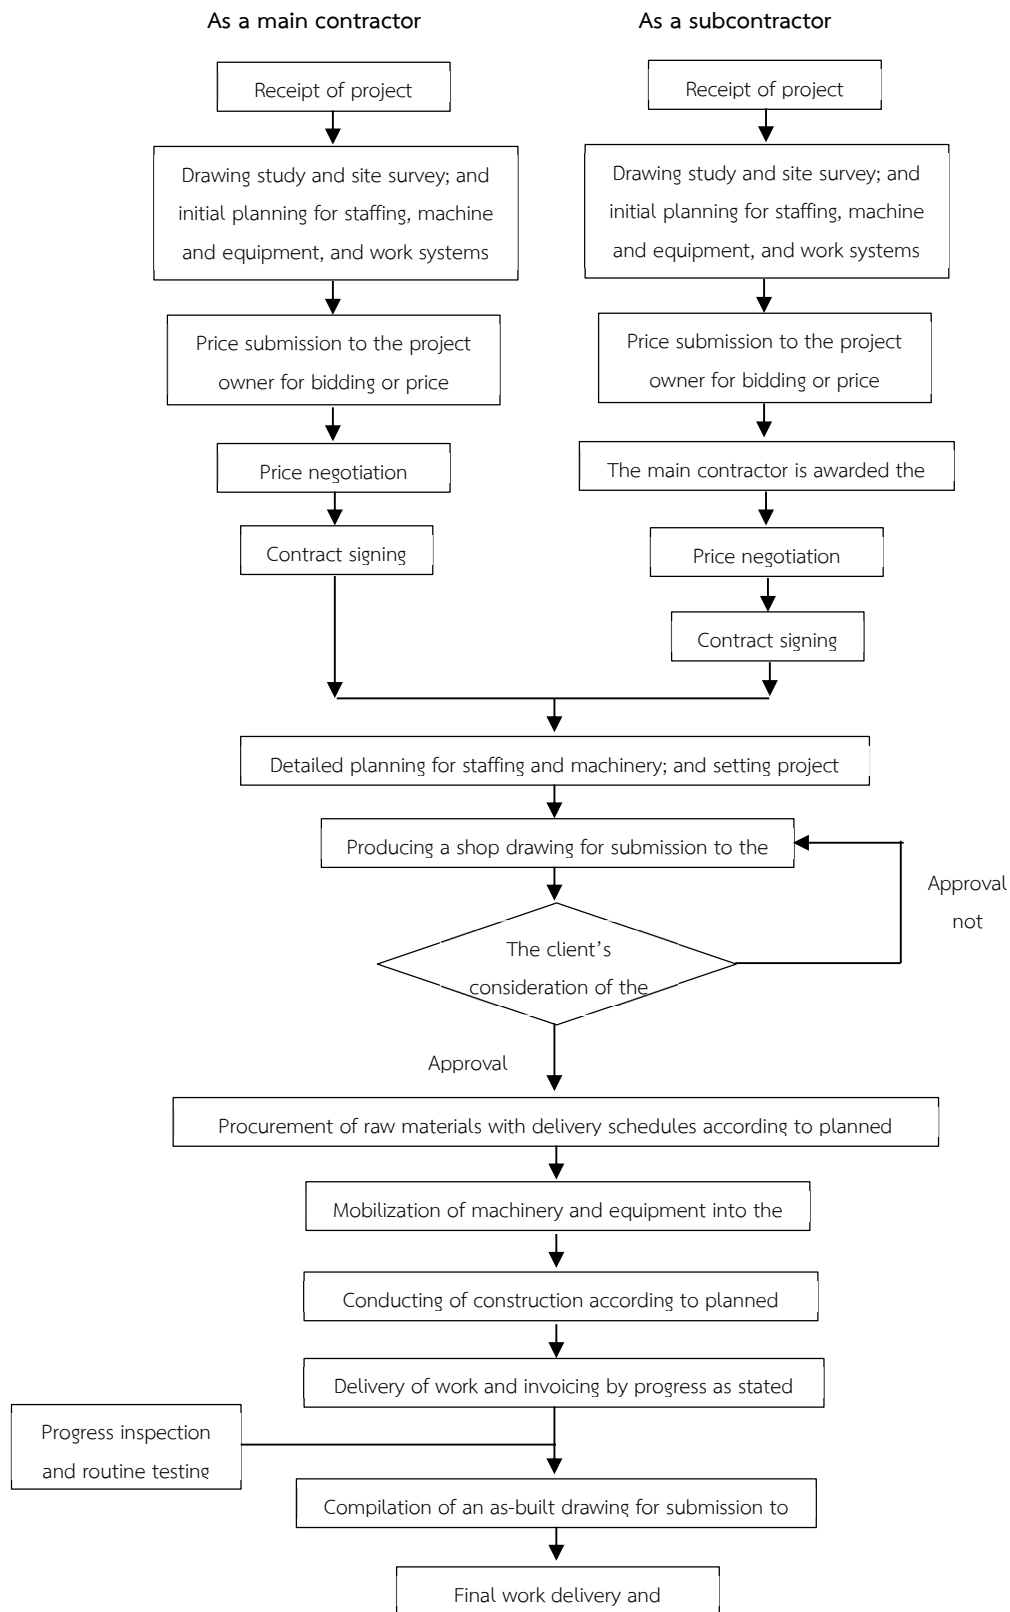 As a main contractor
As a subcontractor
Receipt of project
Receipt of project
Drawing study and site survey; and
initial planning for staffing, machine
and equipment, and work systems
Drawing study and site survey; and
initial planning for staffing, machine
and equipment, and work systems
Price submission to the project
owner for bidding or price
Price submission to the project
owner for bidding or price
Price negotiation
The main contractor is awarded the
Contract signing
Price negotiation
Contract signing
Detailed planning for staffing and machinery; and setting project
Producing a shop drawing for submission to the
Approval
not
The client’s
consideration of the
Approval
Procurement of raw materials with delivery schedules according to planned
Mobilization of machinery and equipment into the
Conducting of construction according to planned
Delivery of work and invoicing by progress as stated
Progress inspection
and routine testing
Compilation of an as-built drawing for submission to
Final work delivery and